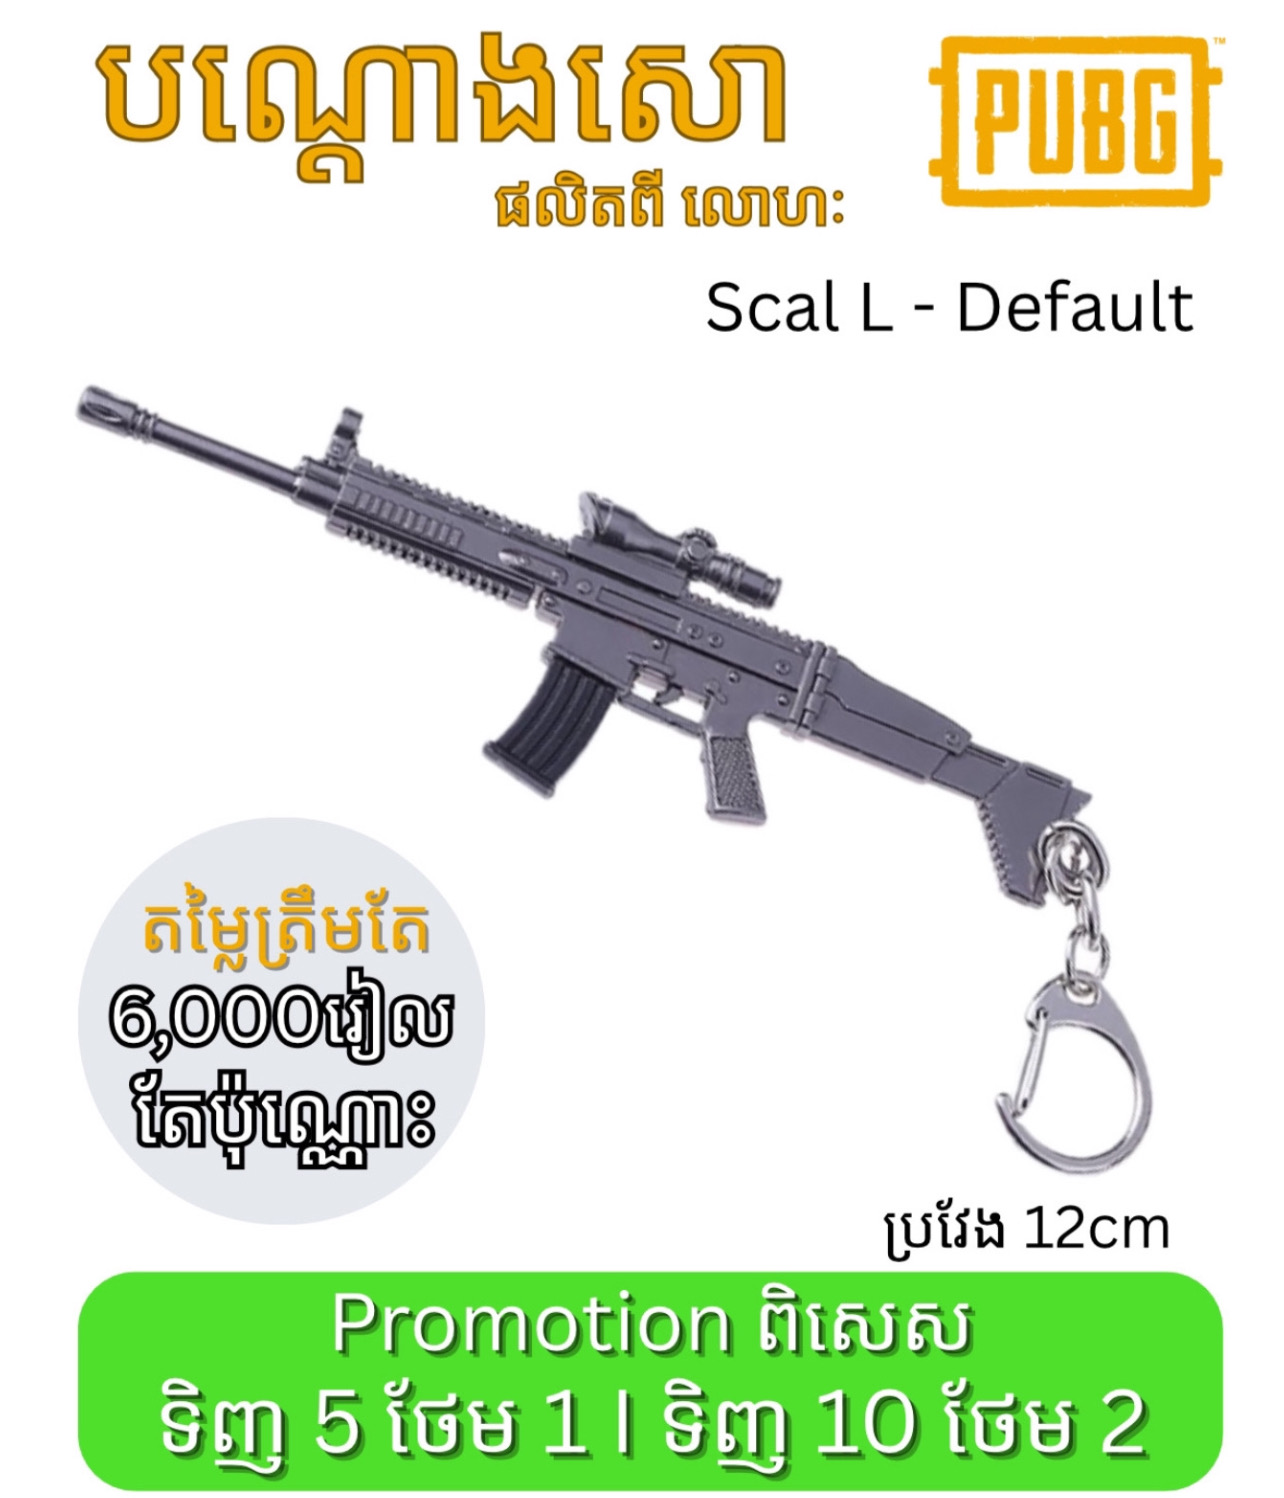 បណ្ដោងសោ
PUBG™
ផលិតពី លោហៈ
Scal L - Default
តម្លៃត្រឹមតែ
6,000រៀល
តែប៉ុណ្ណោះ
ប្រវែង 12cm
Promotion ពិសេស
ទិញ 5 ថែម 1 | ទិញ 10 ថែម 2